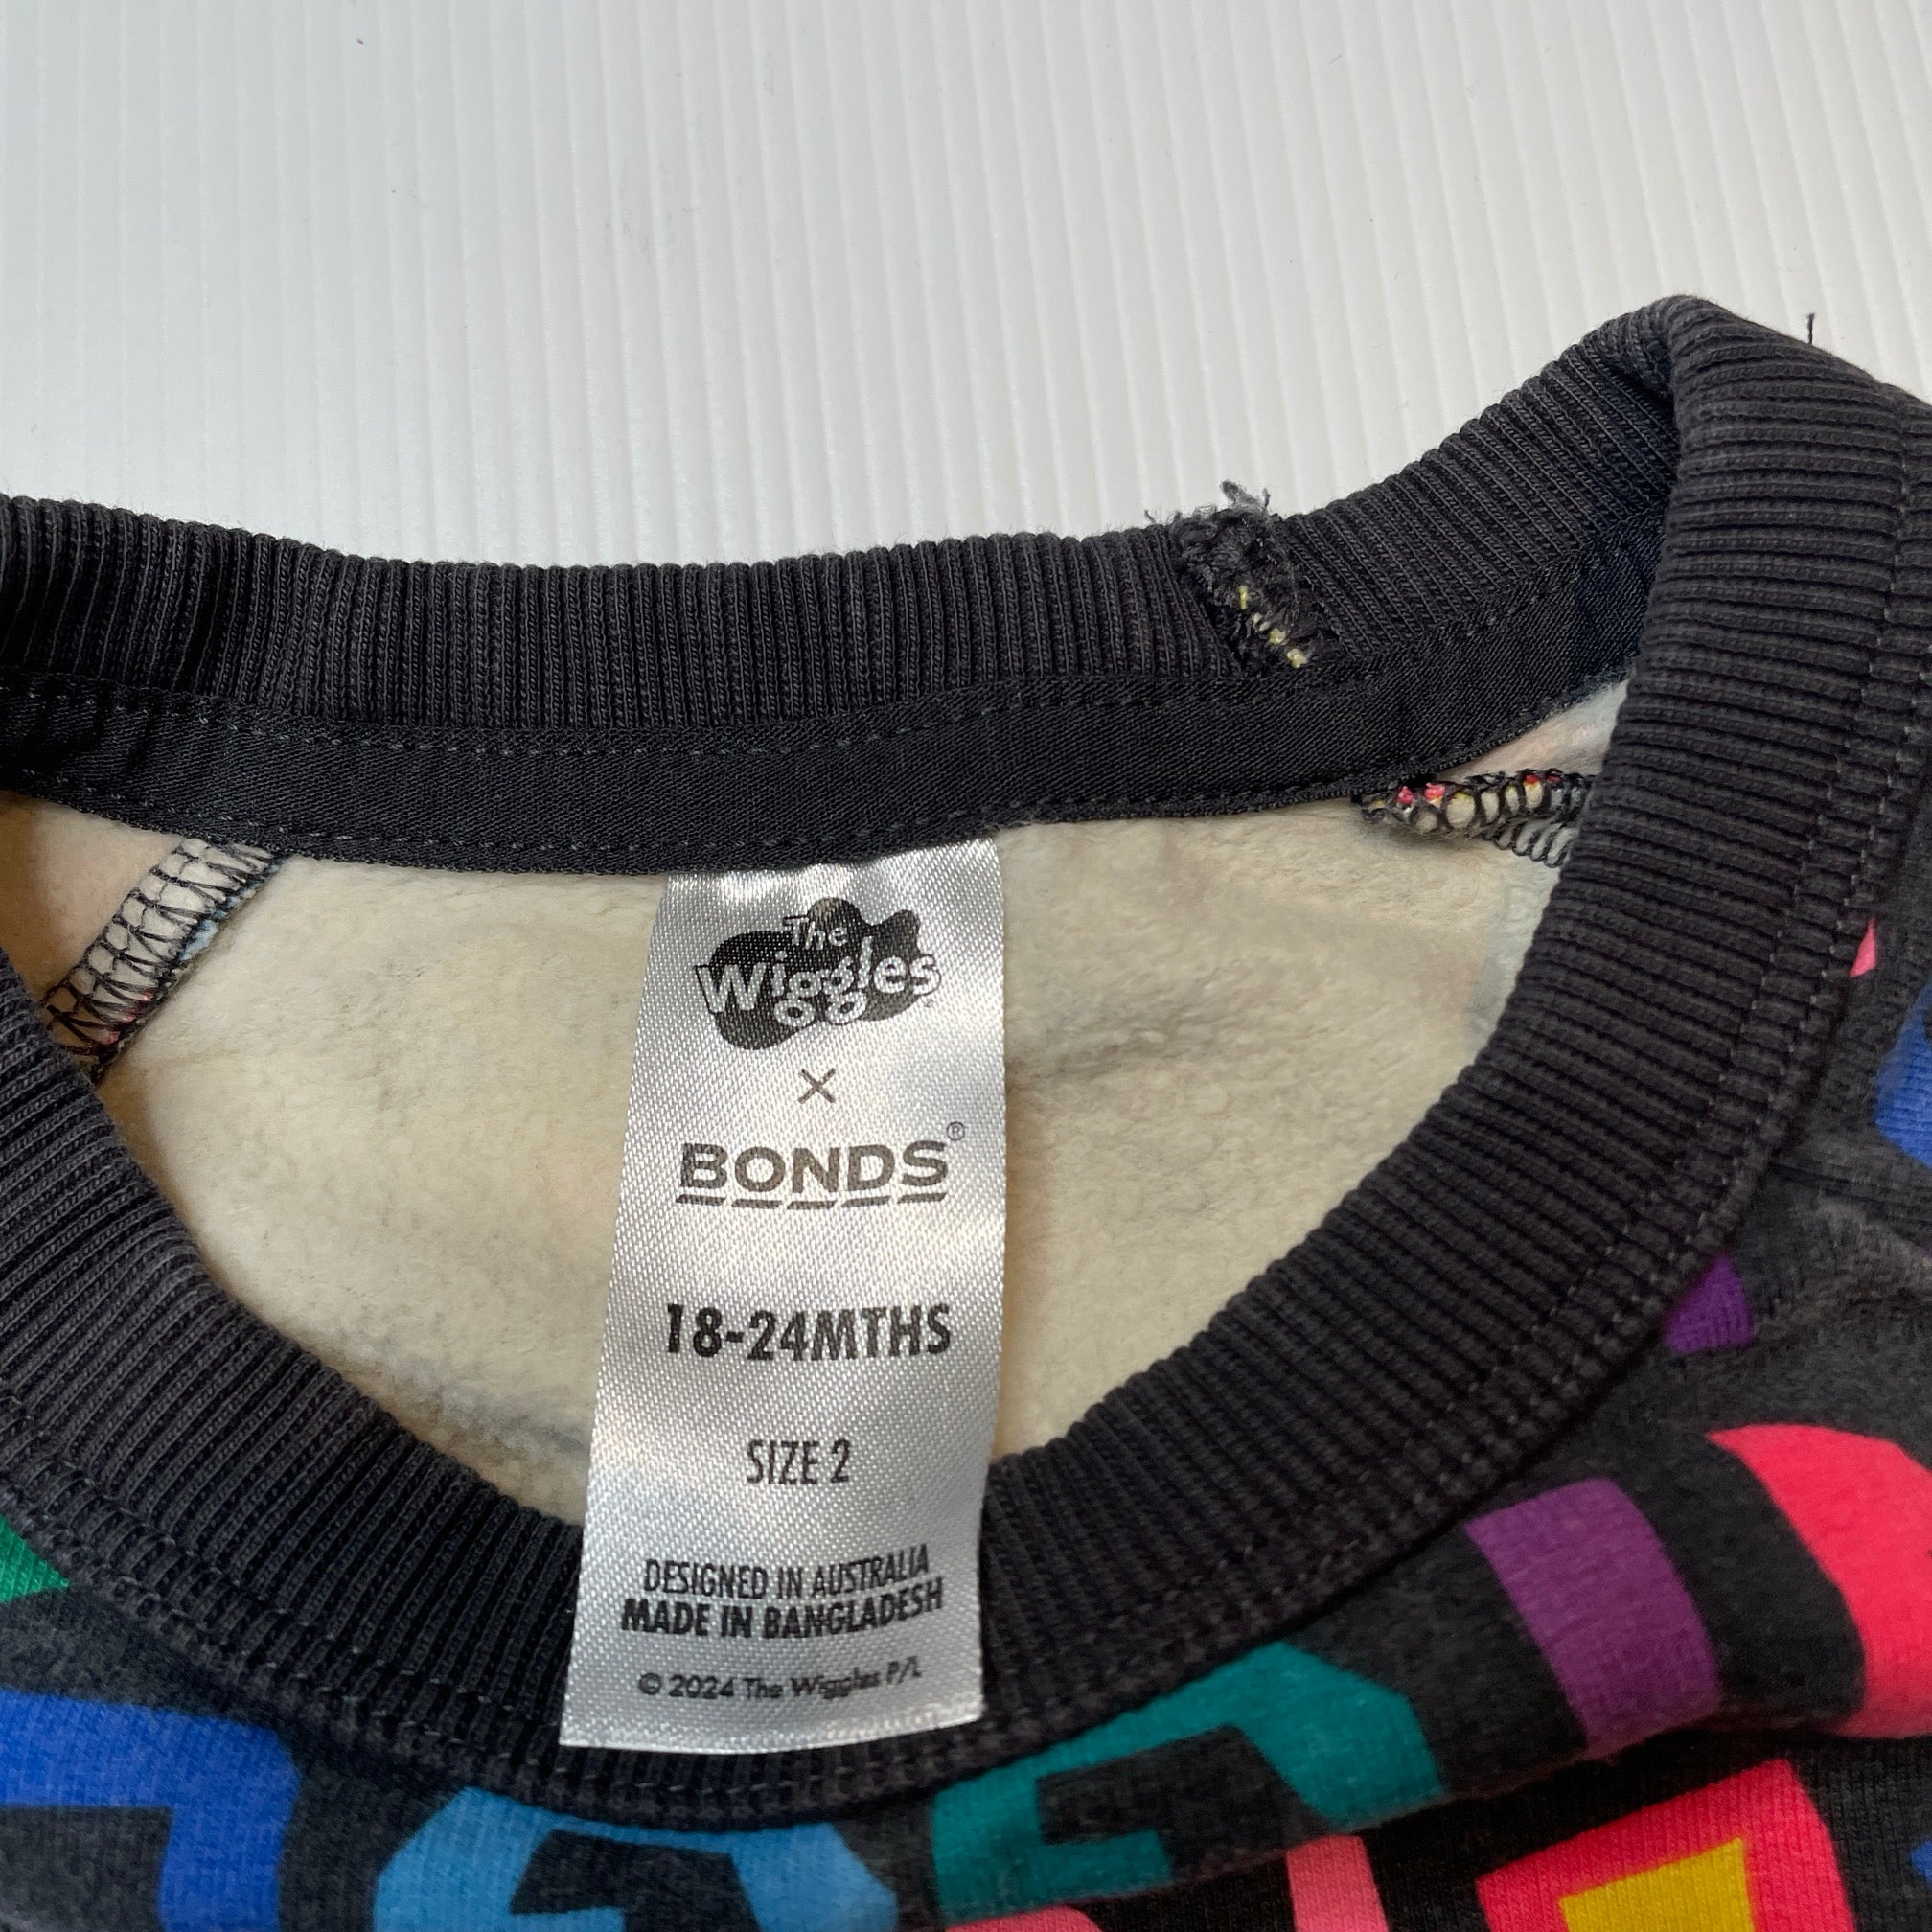 The
Wiggles
×
BONDS®
18-24MTHS
SIZE 2
DESIGNED IN AUSTRALIA
MADE IN BANGLADESH
© 2024 The Wiggles P/L